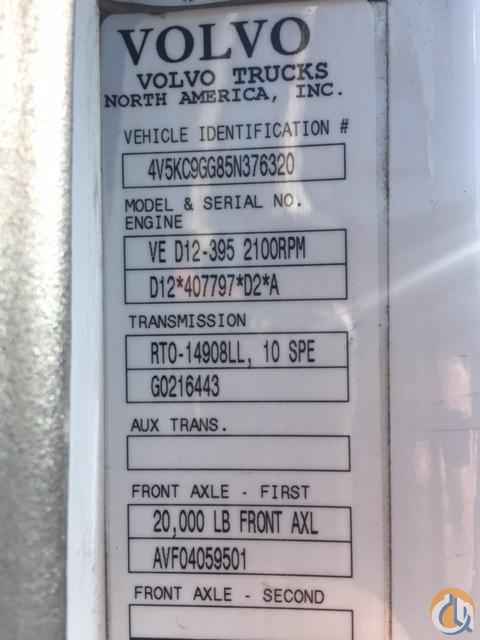 VOLVO
VOLVO TRUCKS
NORTH AMERICA, INC.
VEHICLE IDENTIFICATION #
4V5KC9GG85N376320
MODEL & SERIAL NO.
ENGINE
VE D12-395 2100RPM
D12*407797*D2*A
TRANSMISSION
RTO-14908LL, 10 SPE
G0216443
AUX TRANS.
FRONT AXLE - FIRST
20,000 LB FRONT AXL
AVF04059501
FRONT AXLE - SECOND